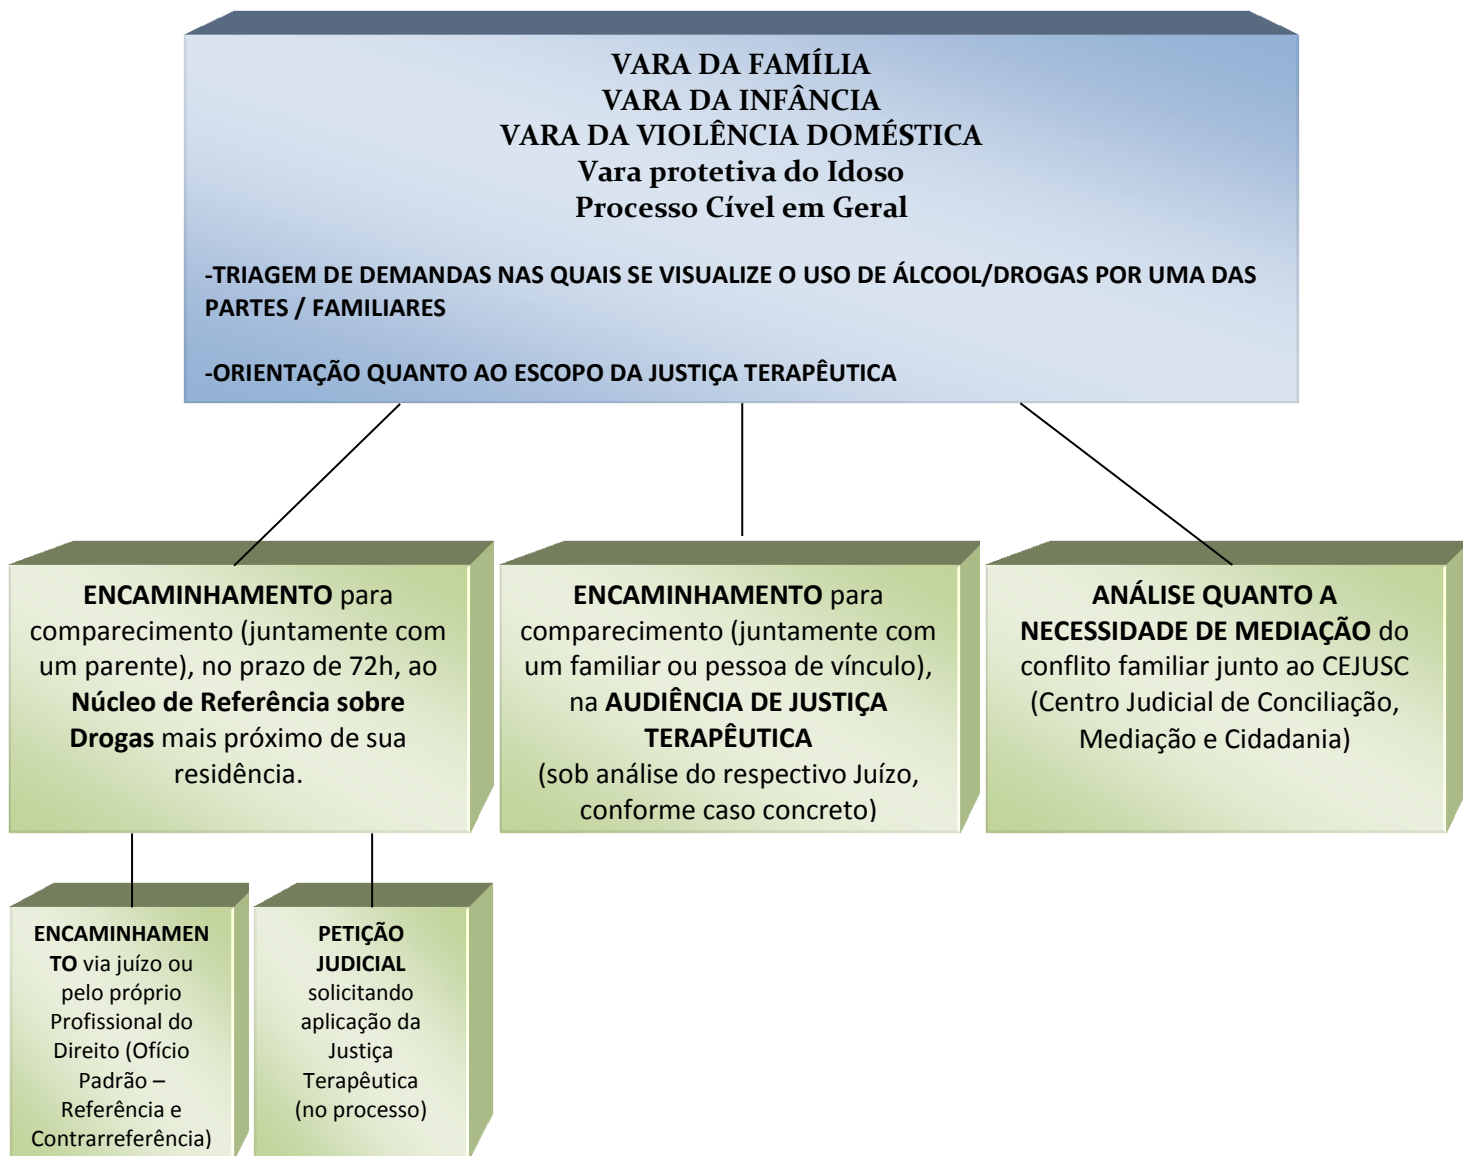 VARA DA FAMÍLIA
VARA DA INFÂNCIA
VARA DA VIOLÊNCIA DOMÉSTICA
Vara protetiva do Idoso
Processo Cível em Geral
-TRIAGEM DE DEMANDAS NAS QUAIS SE VISUALIZE O USO DE ÁLCOOL/DROGAS POR UMA DAS
PARTES / FAMILIARES
-ORIENTAÇÃO QUANTO AO ESCOPO DA JUSTIÇA TERAPÊUTICA
ENCAMINHAMENTO para
comparecimento (juntamente com
um parente), no prazo de 72h, ao
Núcleo de Referência sobre
Drogas mais próximo de sua
residência.
ENCAMINHAMENTO para
comparecimento (juntamente com
um familiar ou pessoa de vínculo),
na AUDIÊNCIA DE JUSTIÇA
TERAPÊUTICA
(sob análise do respectivo Juízo,
conforme caso concreto)
ANÁLISE QUANTO A
NECESSIDADE DE MEDIAÇÃO do
conflito familiar junto ao CEJUSC
(Centro Judicial de Conciliação,
Mediação e Cidadania)
ENCAMINHAMEN
TO via juízo ou
pelo próprio
Profissional do
Direito (Ofício
Padrão –
Referência e
Contrarreferência)
PETIÇÃO
JUDICIAL
solicitando
aplicação da
Justiça
Terapêutica
(no processo)